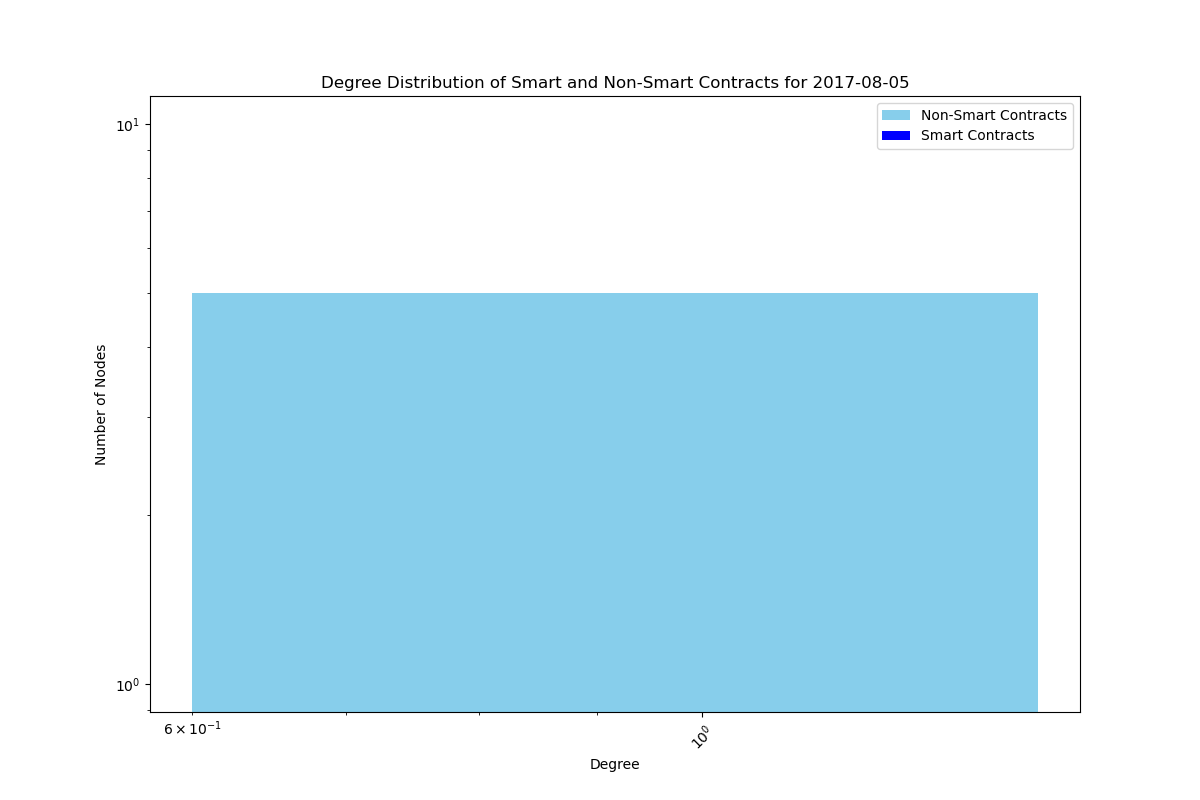 Degree Distribution of Smart and Non-Smart Contracts for 2017-08-05
Non-Smart Contracts
Smart Contracts
10¹
Number of Nodes
10⁰
6 × 10⁻¹
10⁰
Degree